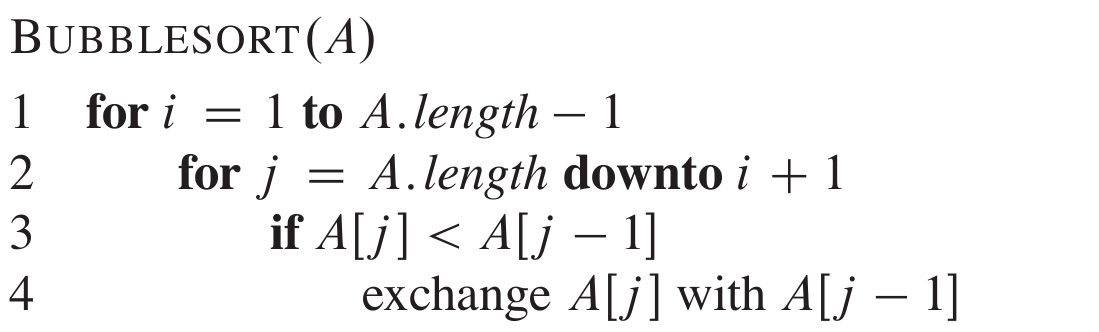 BUBBLESORT(A)
1 for i = 1 to A.length − 1
2 for j = A.length downto i + 1
3 if A[j] < A[j − 1]
4 exchange A[j] with A[j − 1]